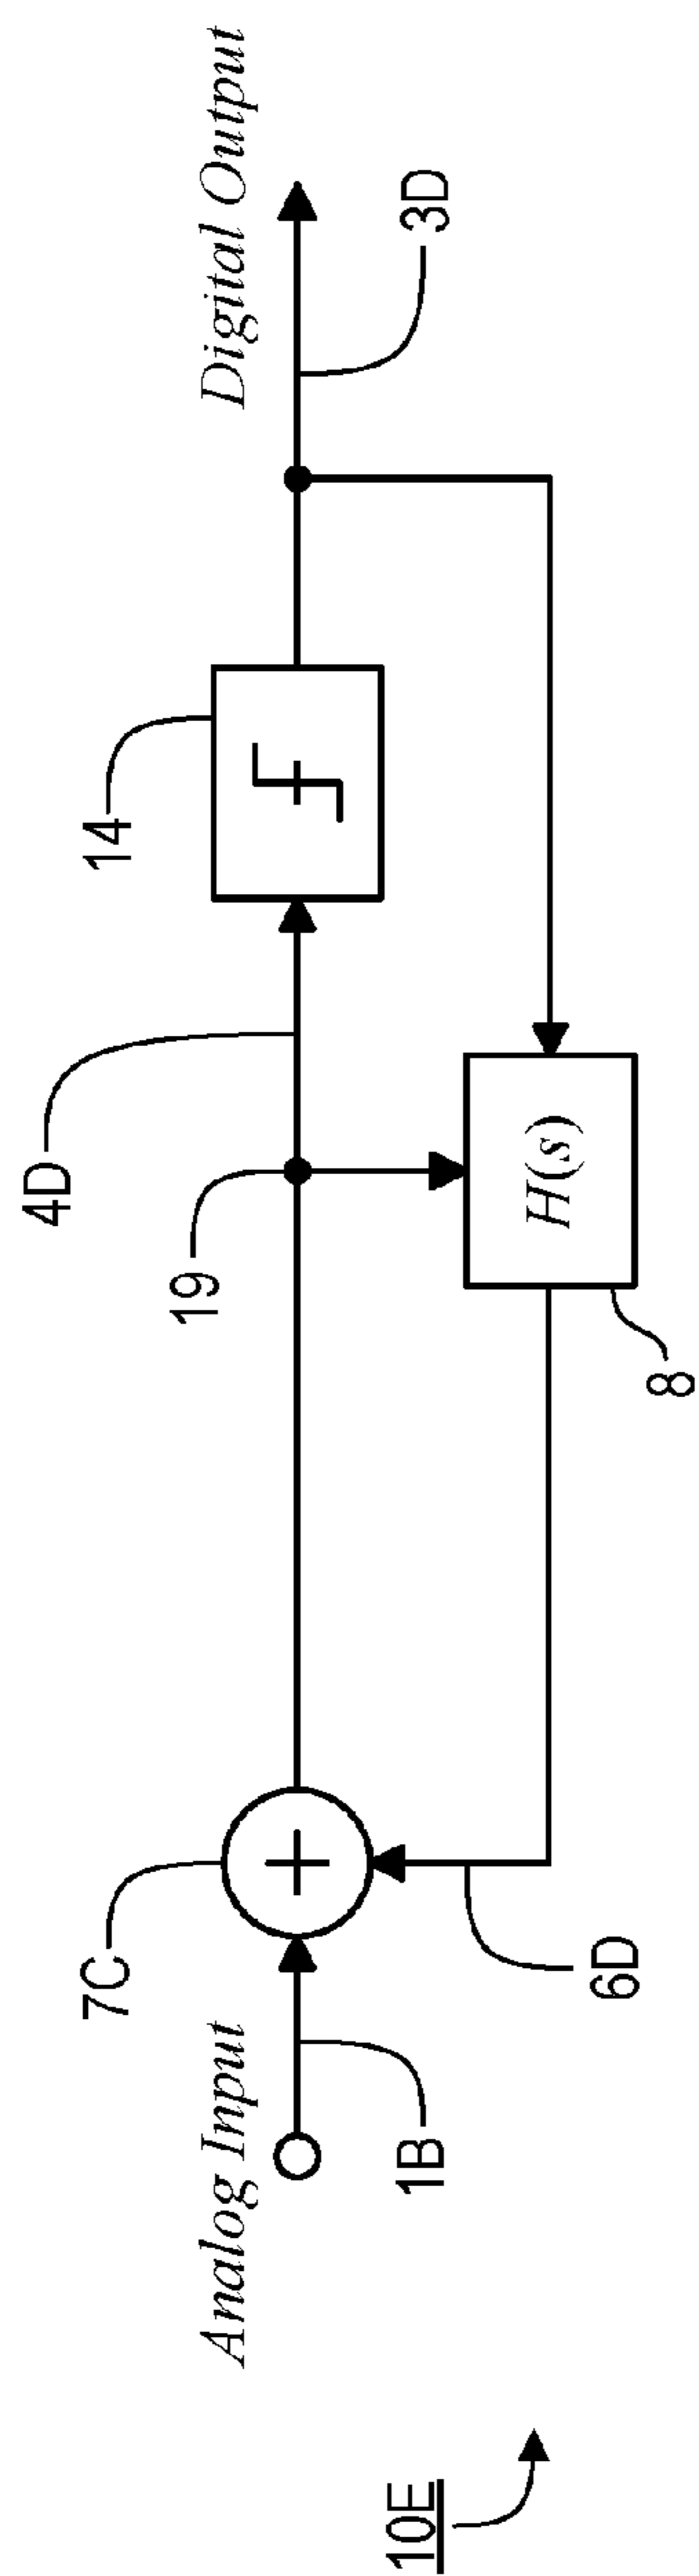 Analog Input
Digital Output
7C
19
4D
14
1B
3D
6D
H(s)
8
10E